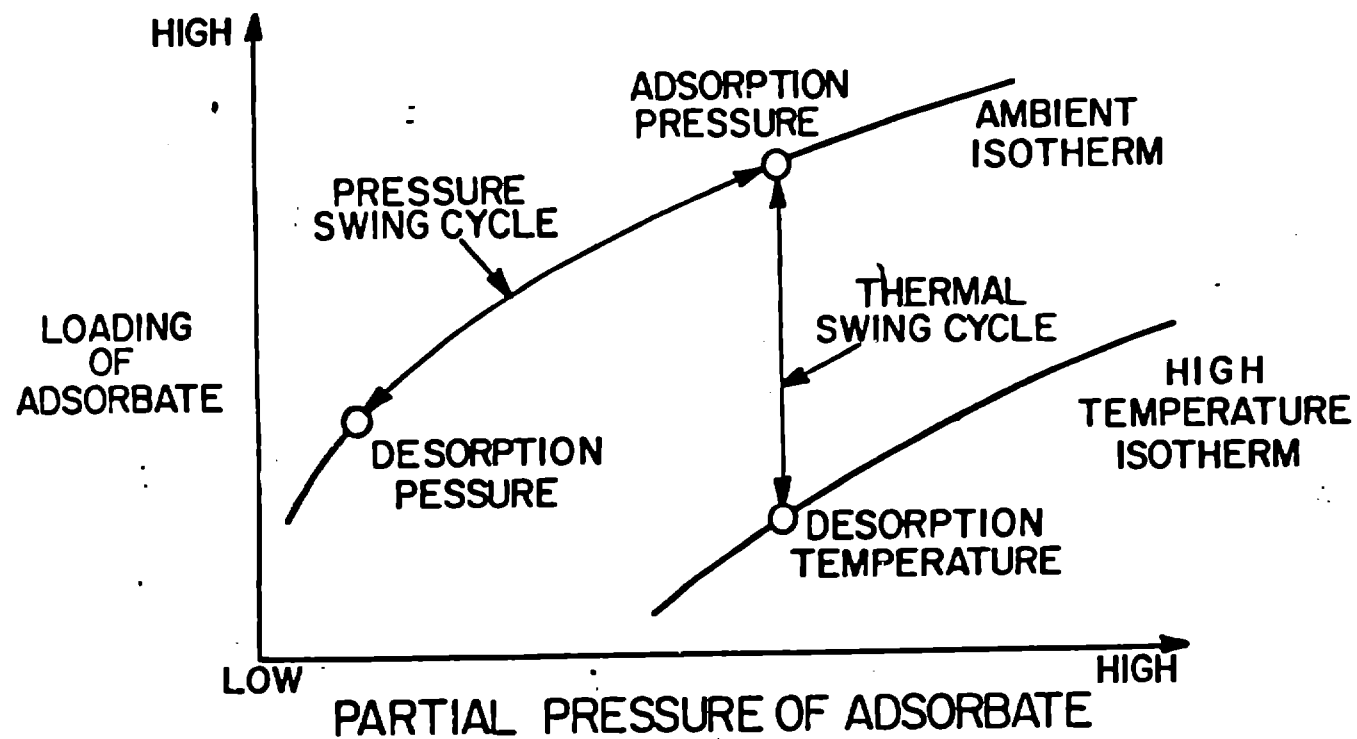 HIGH
ADSORPTION
PRESSURE
AMBIENT
ISOTHERM
PRESSURE
SWING CYCLE
THERMAL
SWING CYCLE
LOADING
OF
ADSORBATE
HIGH
TEMPERATURE
ISOTHERM
DESORPTION
PESSURE
DESORPTION
TEMPERATURE
LOW
HIGH
PARTIAL PRESSURE OF ADSORBATE